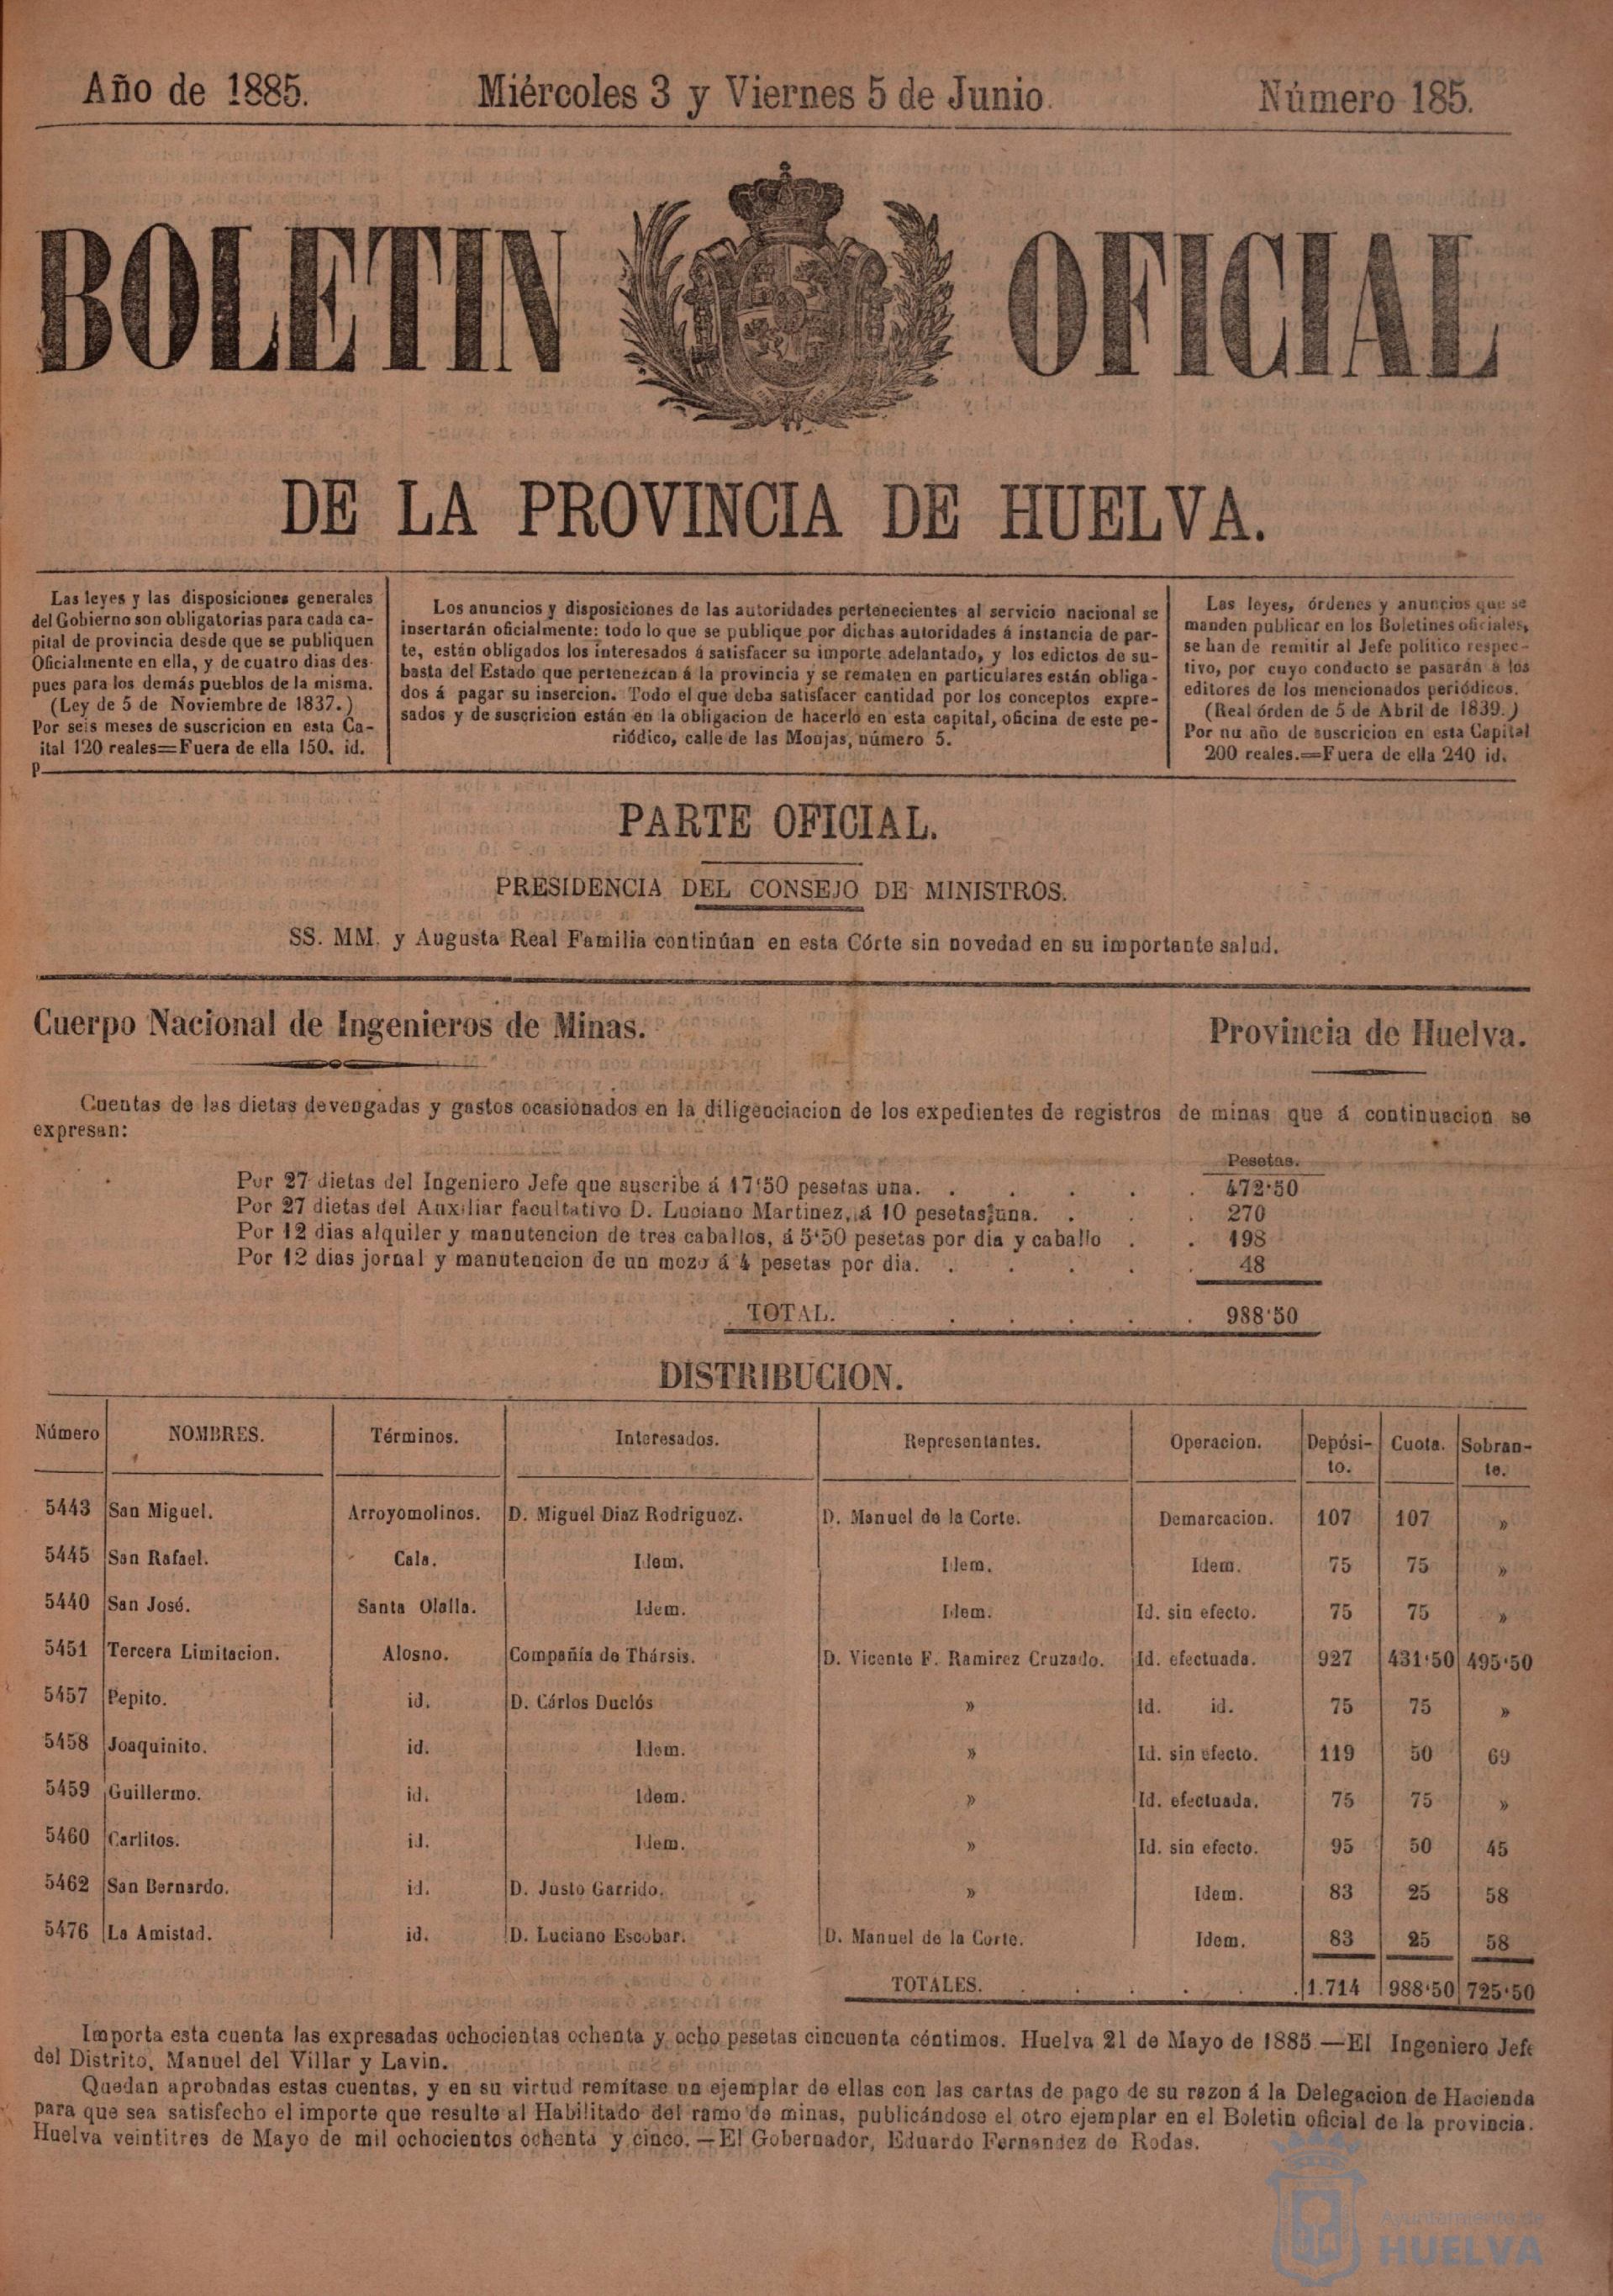 Año de 1885.
Miércoles 3 y Viernes 5 de Junio.
Número 185.
BOLETIN OFICIAL
DE LA PROVINCIA DE HUELVA.
Las leyes y las disposiciones generales
del Gobierno son obligatorias para cada ca-
pital de provincia desde que se publiquen
Oficialmente en ella, y de cuatro dias des-
pues para los demás pueblos de la misma.
(Ley de 5 de Noviembre de 1837.)
Por seis meses de suscricion en esta Ca-
ital 120 reales=Fuera de ella 150. id.
P
Los anuncios y disposiciones de las autoridades pertenecientes al servicio nacional se
insertarán oficialmente: todo lo que se publique por dichas autoridades á instancia de par-
te, están obligados los interesados á satisfacer su importe adelantado, y los edictos de su-
basta del Estado que pertenezcan á la provincia y se rematen en particulares están obliga-
dos á pagar su insercion. Todo el que deba satisfacer cantidad por los conceptos expre-
sados y de suscricion están en la obligacion de hacerlo en esta capital, oficina de este pe-
riódico, calle de las Monjas, número 5.
Las leyes, órdenes y anuncios que se
manden publicar en los Boletines oficiales,
se han de remitir al Jefe político respec-
tivo, por cuyo conducto se pasarán á los
editores de los mencionados periódicos.
(Real órden de 5 de Abril de 1839.)
Por nu año de suscricion en esta Capital
200 reales.=Fuera de ella 240 id.
PARTE OFICIAL.
PRESIDENCIA DEL CONSEJO DE MINISTROS.
SS. MM. y Augusta Real Familia continúan en esta Córte sin novedad en su importante salud.
Cuerpo Nacional de Ingenieros de Minas.
Provincia de Huelva.
Cuentas de las dietas devengadas y gastos ocasionados en la diligenciacion de los expedientes de registros de minas que á continuacion se
expresan:
Pesetas.
Por 27 dietas del Ingeniero Jefe que suscribe á 17'50 pesetas una. . . . . . 472'50
Por 27 dietas del Auxiliar facultativo D. Luciano Martinez, á 10 pesetas una. . . . 270
Por 12 dias alquiler y manutencion de tres caballos, á 5'50 pesetas por dia y caballo . . 198
Por 12 dias jornal y manutencion de un mozo á 4 pesetas por dia. . . . . . 48
TOTAL. . . . . . 988'50
DISTRIBUCION.
Número NOMBRES. Términos. Interesados. Representantes. Operacion. Depósi- Cuota. Sobran-
to. te.
5443 San Miguel. Arroyomolinos. D. Miguel Diaz Rodriguez. D. Manuel de la Corte. Demarcacion. 107 107 »
5445 San Rafael. Cala. Idem. Idem. Idem. 75 75 »
5440 San José. Santa Olalla. Idem. Idem. Id. sin efecto. 75 75 »
5451 Tercera Limitacion. Alosno. Compañía de Thársis. D. Vicente F. Ramirez Cruzado. Id. efectuada. 927 431'50 495'50
5457 Pepito. id. D. Cárlos Duclós » Id. id. 75 75 »
5458 Joaquinito. id. Idem. » Id. sin efecto. 119 50 69
5459 Guillermo. id. Idem. » Id. efectuada. 75 75 »
5460 Carlitos. id. Idem. » Id. sin efecto. 95 50 45
5462 San Bernardo. id. D. Justo Garrido. » Idem. 83 25 58
5476 La Amistad. id. D. Luciano Escobar. D. Manuel de la Corte. Idem. 83 25 58
TOTALES. . . . . . 1.714 988'50 725'50
Importa esta cuenta las expresadas ochocientas ochenta y ocho pesetas cincuenta céntimos. Huelva 21 de Mayo de 1885.—El Ingeniero Jefe
del Distrito, Manuel del Villar y Lavin.
Quedan aprobadas estas cuentas, y en su virtud remítase un ejemplar de ellas con las cartas de pago de su razon á la Delegacion de Hacienda
para que sea satisfecho el importe que resulte al Habilitado del ramo de minas, publicándose el otro ejemplar en el Boletin oficial de la provincia.
Huelva veintitres de Mayo de mil ochocientos ochenta y cinco.—El Gobernador, Eduardo Fernandez de Rodas.
Ayuntamiento de
HUELVA